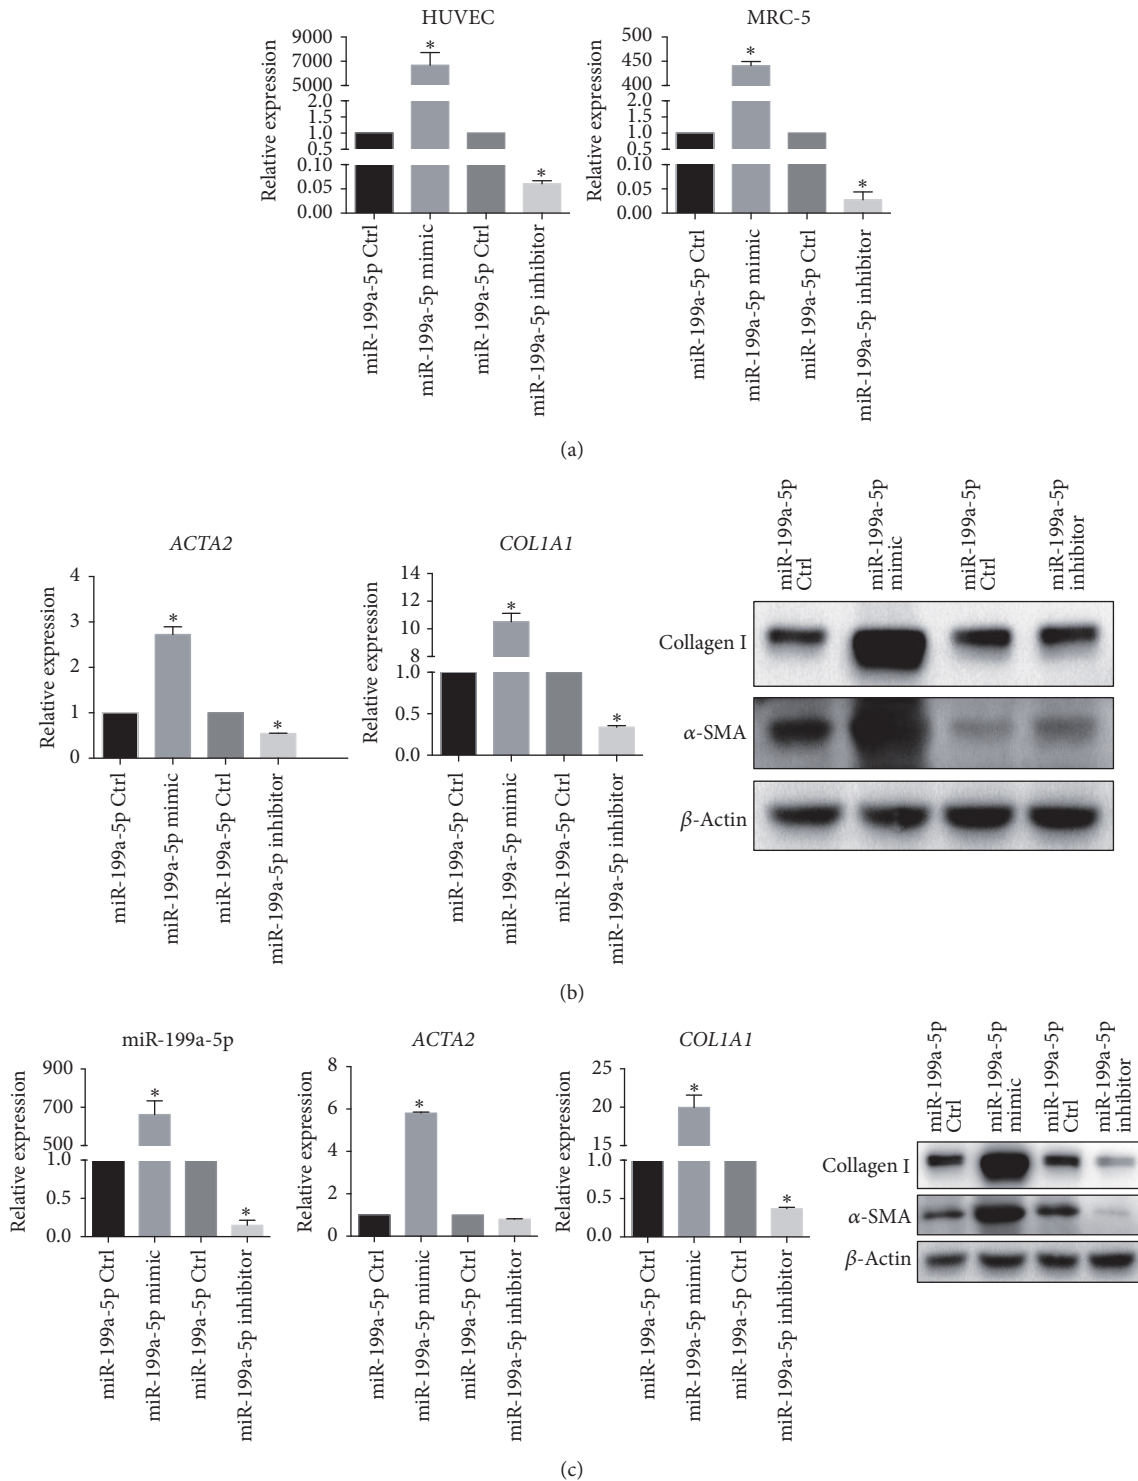 HUVEC
Relative expression
9000
7000
5000
2.0
1.5
1.0
0.5
0.10
0.05
0.00
*
*
miR-199a-5p Ctrl
miR-199a-5p mimic
miR-199a-5p Ctrl
miR-199a-5p inhibitor
MRC-5
Relative expression
500
450
400
2.0
1.5
1.0
0.5
0.10
0.05
0.00
*
*
miR-199a-5p Ctrl
miR-199a-5p mimic
miR-199a-5p Ctrl
miR-199a-5p inhibitor
(a)
ACTA2
Relative expression
4
3
2
1
0
*
*
miR-199a-5p Ctrl
miR-199a-5p mimic
miR-199a-5p Ctrl
miR-199a-5p inhibitor
COL1A1
Relative expression
14
12
10
8
6
1.0
0.5
0.0
*
*
miR-199a-5p Ctrl
miR-199a-5p mimic
miR-199a-5p Ctrl
miR-199a-5p inhibitor
miR-199a-5p
Ctrl
miR-199a-5p
mimic
miR-199a-5p
Ctrl
miR-199a-5p
inhibitor
Collagen I
α-SMA
β-Actin
(b)
miR-199a-5p
Relative expression
900
700
500
1.0
0.5
0.0
*
*
miR-199a-5p Ctrl
miR-199a-5p mimic
miR-199a-5p Ctrl
miR-199a-5p inhibitor
ACTA2
Relative expression
8
6
4
2
0
*
miR-199a-5p Ctrl
miR-199a-5p mimic
miR-199a-5p Ctrl
miR-199a-5p inhibitor
COL1A1
Relative expression
25
20
15
1.0
0.5
0.0
*
*
miR-199a-5p Ctrl
miR-199a-5p mimic
miR-199a-5p Ctrl
miR-199a-5p inhibitor
miR-199a-5p
Ctrl
miR-199a-5p
mimic
miR-199a-5p
Ctrl
miR-199a-5p
inhibitor
Collagen I
α-SMA
β-Actin
(c)